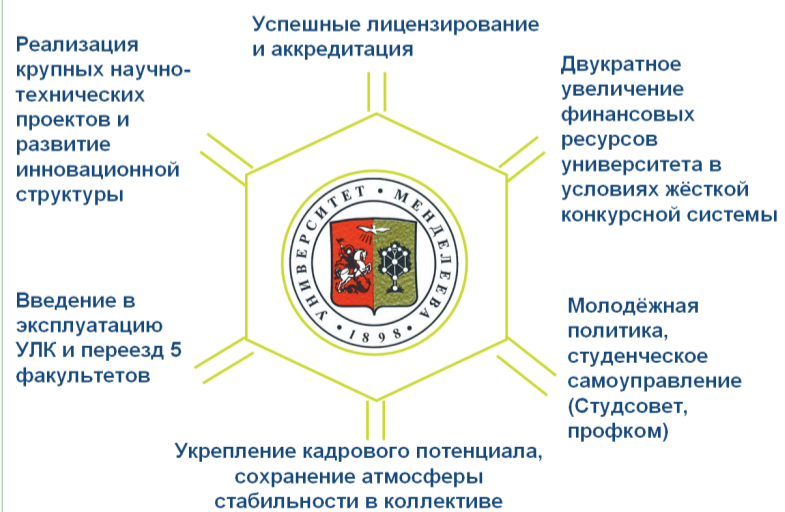 Успешные лицензирование
и аккредитация
Реализация
крупных научно-
технических
проектов и
развитие
инновационной
структуры
Двукратное
увеличение
финансовых
ресурсов
университета в
условиях жёсткой
конкурсной системы
УНИВЕРСИТЕТ • МЕНДЕЛЕЕВА
• 1898 •
Введение в
эксплуатацию
УЛК и переезд 5
факультетов
Молодёжная
политика,
студенческое
самоуправление
(Студсовет,
профком)
Укрепление кадрового потенциала,
сохранение атмосферы
стабильности в коллективе